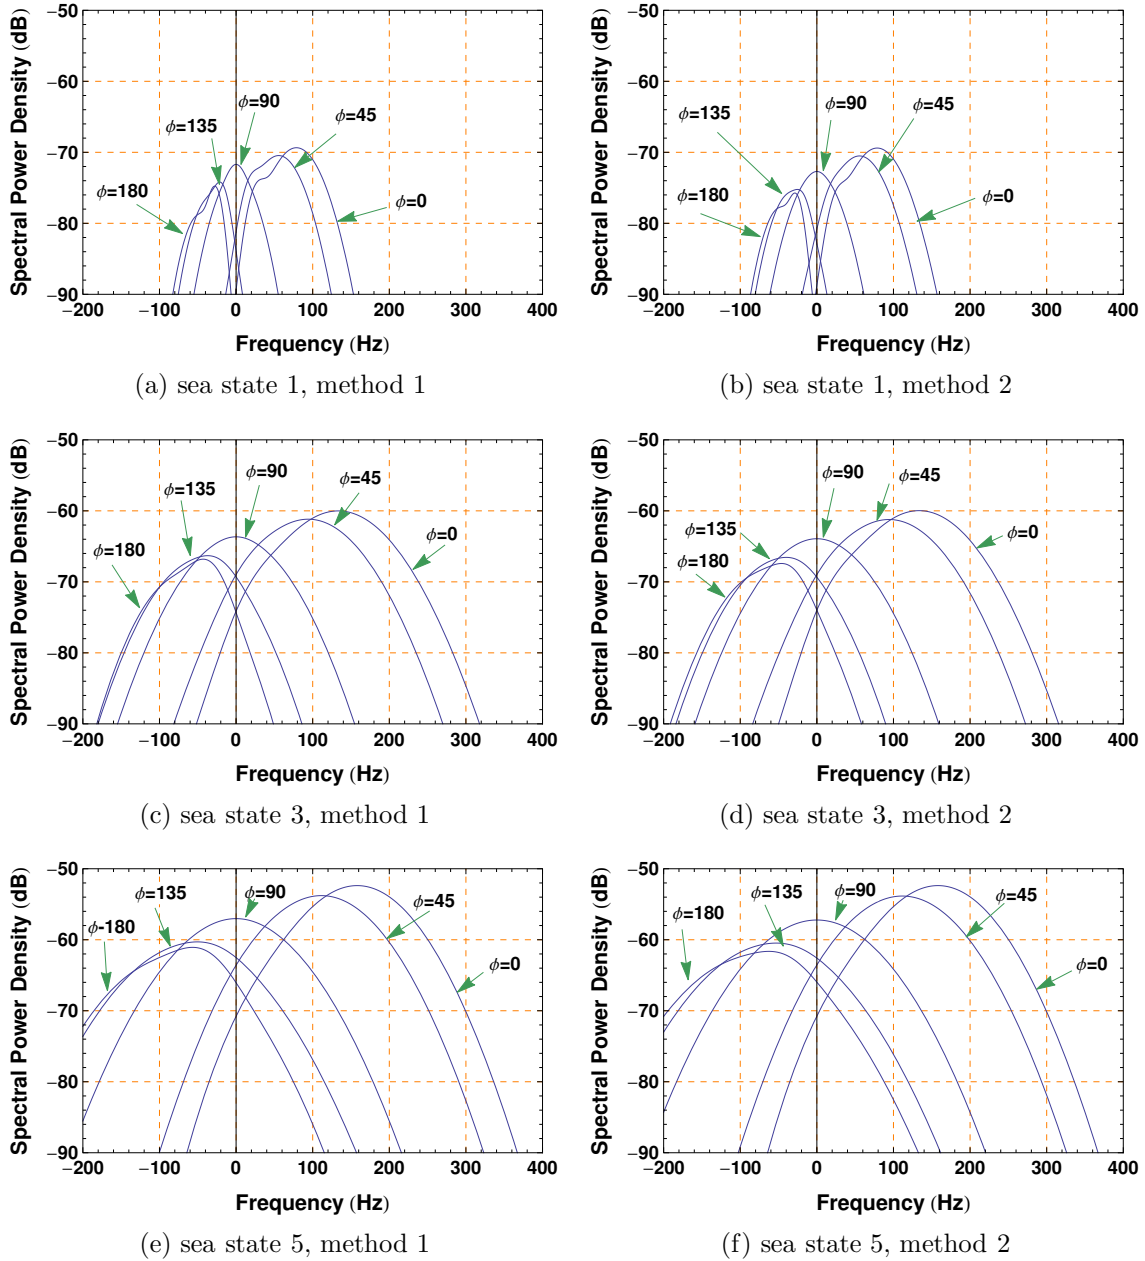 Spectral Power Density (dB)
−50
−60
−70
−80
−90
ϕ=180
ϕ=135
ϕ=90
ϕ=45
ϕ=0
−200 −100 0 100 200 300 400
Frequency (Hz)
(a) sea state 1, method 1
Spectral Power Density (dB)
−50
−60
−70
−80
−90
ϕ=180
ϕ=135
ϕ=90
ϕ=45
ϕ=0
−200 −100 0 100 200 300 400
Frequency (Hz)
(b) sea state 1, method 2
Spectral Power Density (dB)
−50
−60
−70
−80
−90
ϕ=180
ϕ=135
ϕ=90
ϕ=45
ϕ=0
−200 −100 0 100 200 300 400
Frequency (Hz)
(c) sea state 3, method 1
Spectral Power Density (dB)
−50
−60
−70
−80
−90
ϕ=180
ϕ=135
ϕ=90
ϕ=45
ϕ=0
−200 −100 0 100 200 300 400
Frequency (Hz)
(d) sea state 3, method 2
Spectral Power Density (dB)
−50
−60
−70
−80
−90
ϕ-180
ϕ=135
ϕ=90
ϕ=45
ϕ=0
−200 −100 0 100 200 300 400
Frequency (Hz)
(e) sea state 5, method 1
Spectral Power Density (dB)
−50
−60
−70
−80
−90
ϕ=180
ϕ=135
ϕ=90
ϕ=45
ϕ=0
−200 −100 0 100 200 300 400
Frequency (Hz)
(f) sea state 5, method 2